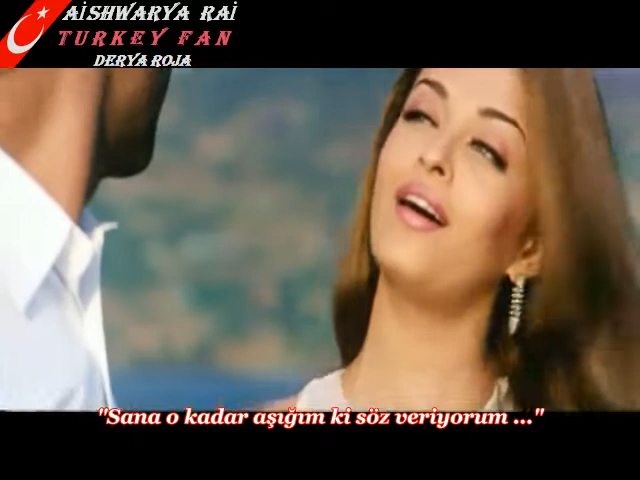 AİSHWARYA RAİ
TURKEY FAN
DERYA ROJA
"Sana o kadar aşığım ki söz veriyorum ..."